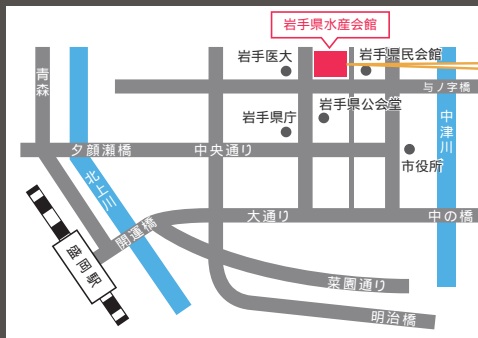 岩手県水産会館
岩手医大
岩手県民会館
青森
与ノ字橋
岩手県庁
岩手県公会堂
中津川
夕顔瀬橋
中央通り
市役所
北上川
大通り
中の橋
開運橋
盛岡駅
菜園通り
明治橋